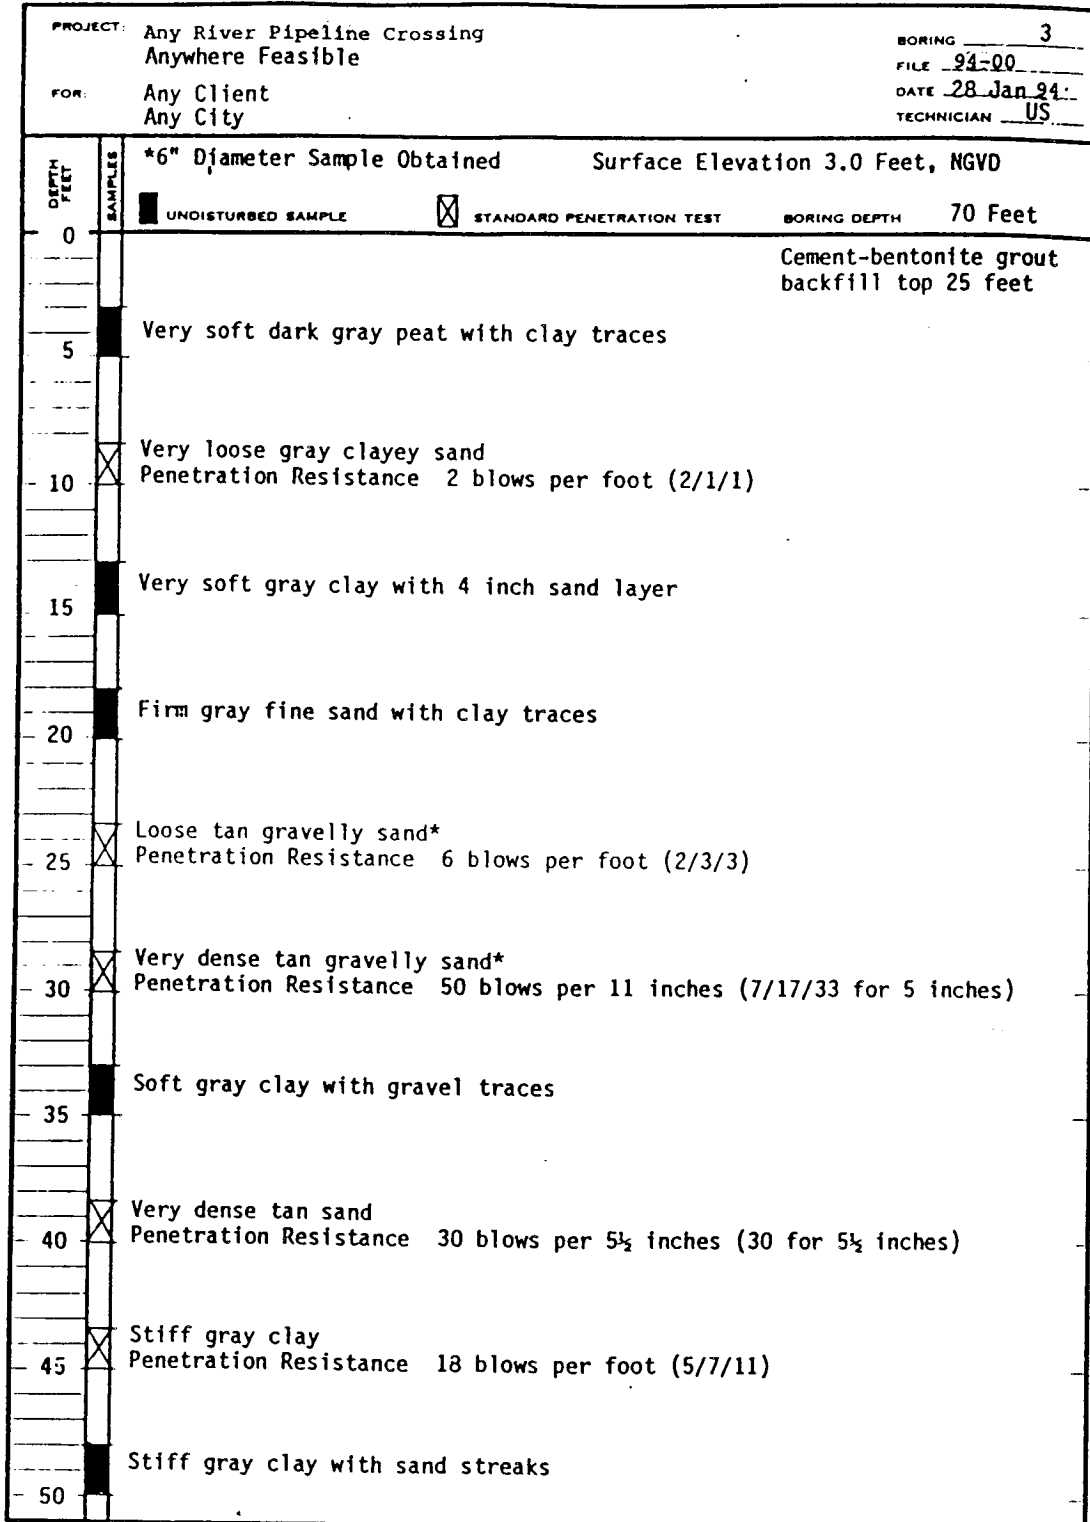 PROJECT: Any River Pipeline Crossing
Anywhere Feasible
FOR: Any Client
Any City
BORING 3
FILE 94-00
DATE 28 Jan 94
TECHNICIAN US
DEPTH FEET
SAMPLES
*6" Diameter Sample Obtained Surface Elevation 3.0 Feet, NGVD
UNDISTURBED SAMPLE STANDARD PENETRATION TEST BORING DEPTH 70 Feet
0
Cement-bentonite grout
backfill top 25 feet
Very soft dark gray peat with clay traces
5
Very loose gray clayey sand
10 Penetration Resistance 2 blows per foot (2/1/1)
Very soft gray clay with 4 inch sand layer
15
Firm gray fine sand with clay traces
20
Loose tan gravelly sand*
25 Penetration Resistance 6 blows per foot (2/3/3)
Very dense tan gravelly sand*
30 Penetration Resistance 50 blows per 11 inches (7/17/33 for 5 inches)
Soft gray clay with gravel traces
35
Very dense tan sand
40 Penetration Resistance 30 blows per 5½ inches (30 for 5½ inches)
Stiff gray clay
45 Penetration Resistance 18 blows per foot (5/7/11)
Stiff gray clay with sand streaks
50